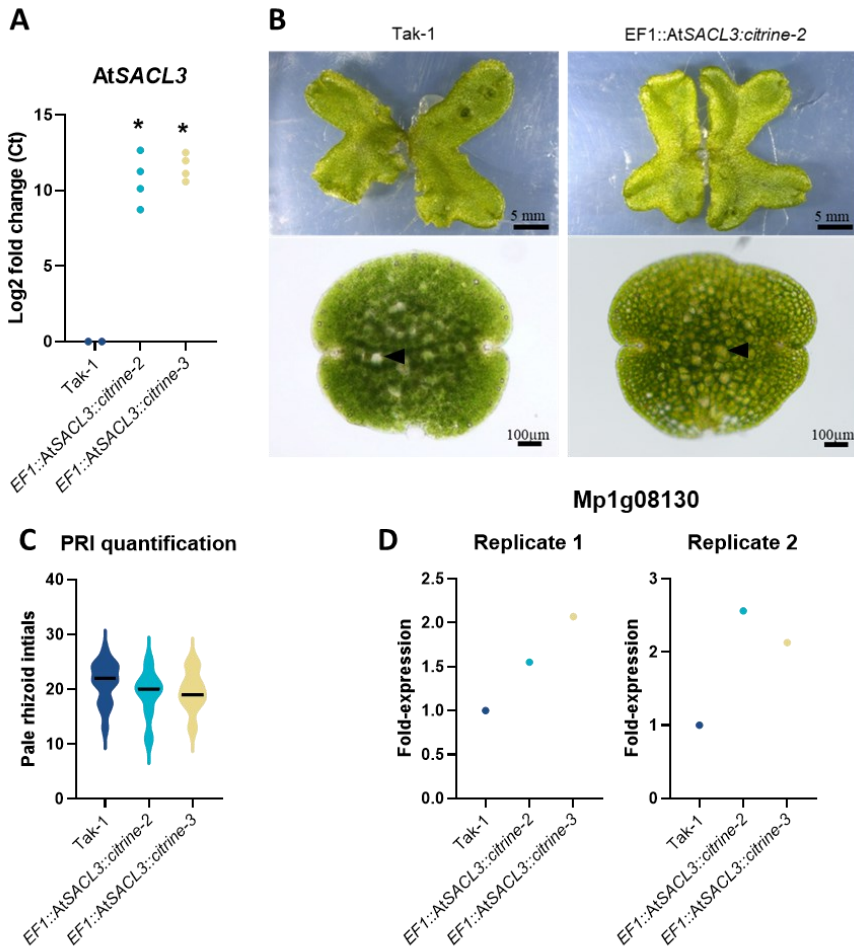 A
AtSACL3
Log2 fold change (Ct)
15
10
5
0
*
*
Tak-1
EF1::AtSACL3::citrine-2
EF1::AtSACL3::citrine-3
B
Tak-1
EF1::AtSACL3:citrine-2
5 mm
5 mm
100µm
100µm
C
PRI quantification
Pale rhizoid intials
40
30
20
10
0
Tak-1
EF1::AtSACL3::citrine-2
EF1::AtSACL3::citrine-3
Mp1g08130
D
Replicate 1
Fold-expression
2.5
2.0
1.5
1.0
0.5
0.0
Tak-1
EF1::AtSACL3::citrine-2
EF1::AtSACL3::citrine-3
Replicate 2
Fold-expression
3
2
1
0
Tak-1
EF1::AtSACL3::citrine-2
EF1::AtSACL3::citrine-3